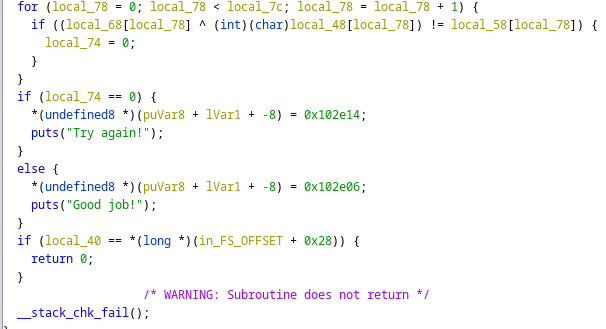 for (local_78 = 0; local_78 < local_7c; local_78 = local_78 + 1) {
if ((local_68[local_78] ^ (int)(char)local_48[local_78]) != local_58[local_78]) {
local_74 = 0;
}
}
if (local_74 == 0) {
*(undefined8 *)(puVar8 + lVar1 + -8) = 0x102e14;
puts("Try again!");
}
else {
*(undefined8 *)(puVar8 + lVar1 + -8) = 0x102e06;
puts("Good job!");
}
if (local_40 == *(long *)(in_FS_OFFSET + 0x28)) {
return 0;
}
/* WARNING: Subroutine does not return */
__stack_chk_fail();